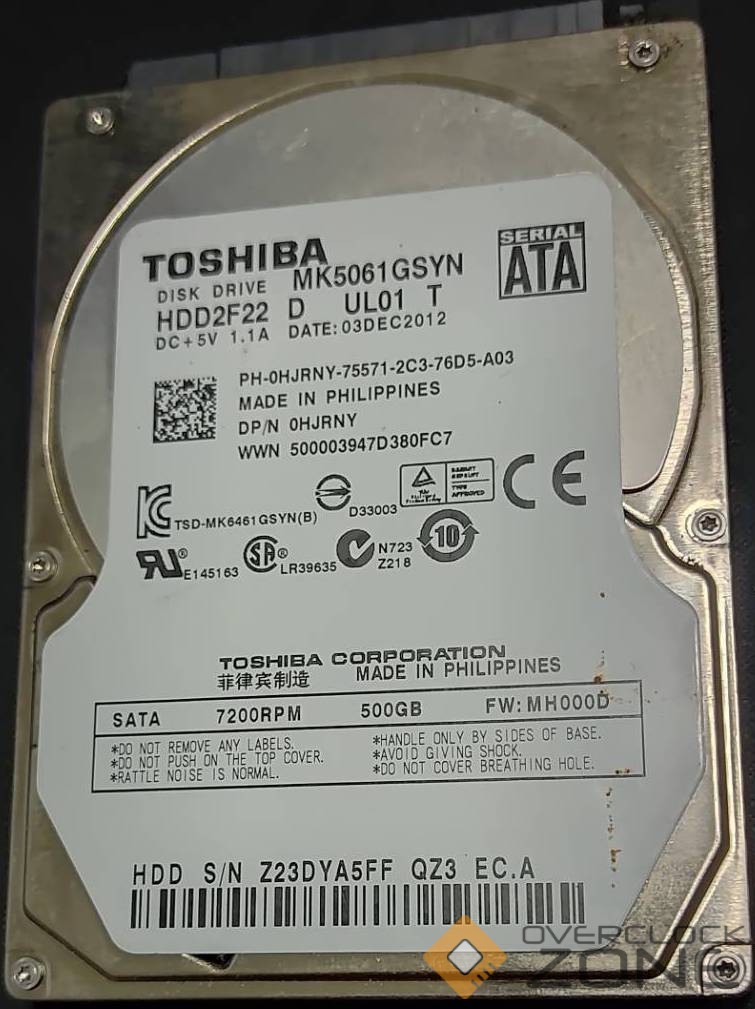 TOSHIBA
DISK DRIVE MK5061GSYN
HDD2F22 D UL01 T
DC+5V 1.1A DATE:03DEC2012
SERIAL
ATA
PH-0HJRNY-75571-2C3-76D5-A03
MADE IN PHILIPPINES
DP/N 0HJRNY
WWN 500003947D380FC7
TSD-MK6461GSYN(B)
D33003
TYPE
APPROVED
CE
E145163
SA®
LR39635
N723
Z218
10
TOSHIBA CORPORATION
菲律宾制造 MADE IN PHILIPPINES
SATA 7200RPM 500GB FW:MH000D
*DO NOT REMOVE ANY LABELS.
*DO NOT PUSH ON THE TOP COVER.
*RATTLE NOISE IS NORMAL.
*HANDLE ONLY BY SIDES OF BASE.
*AVOID GIVING SHOCK.
*DO NOT COVER BREATHING HOLE.
HDD S/N Z23DYA5FF QZ3 EC.A
OVERCLOCK
ZONE